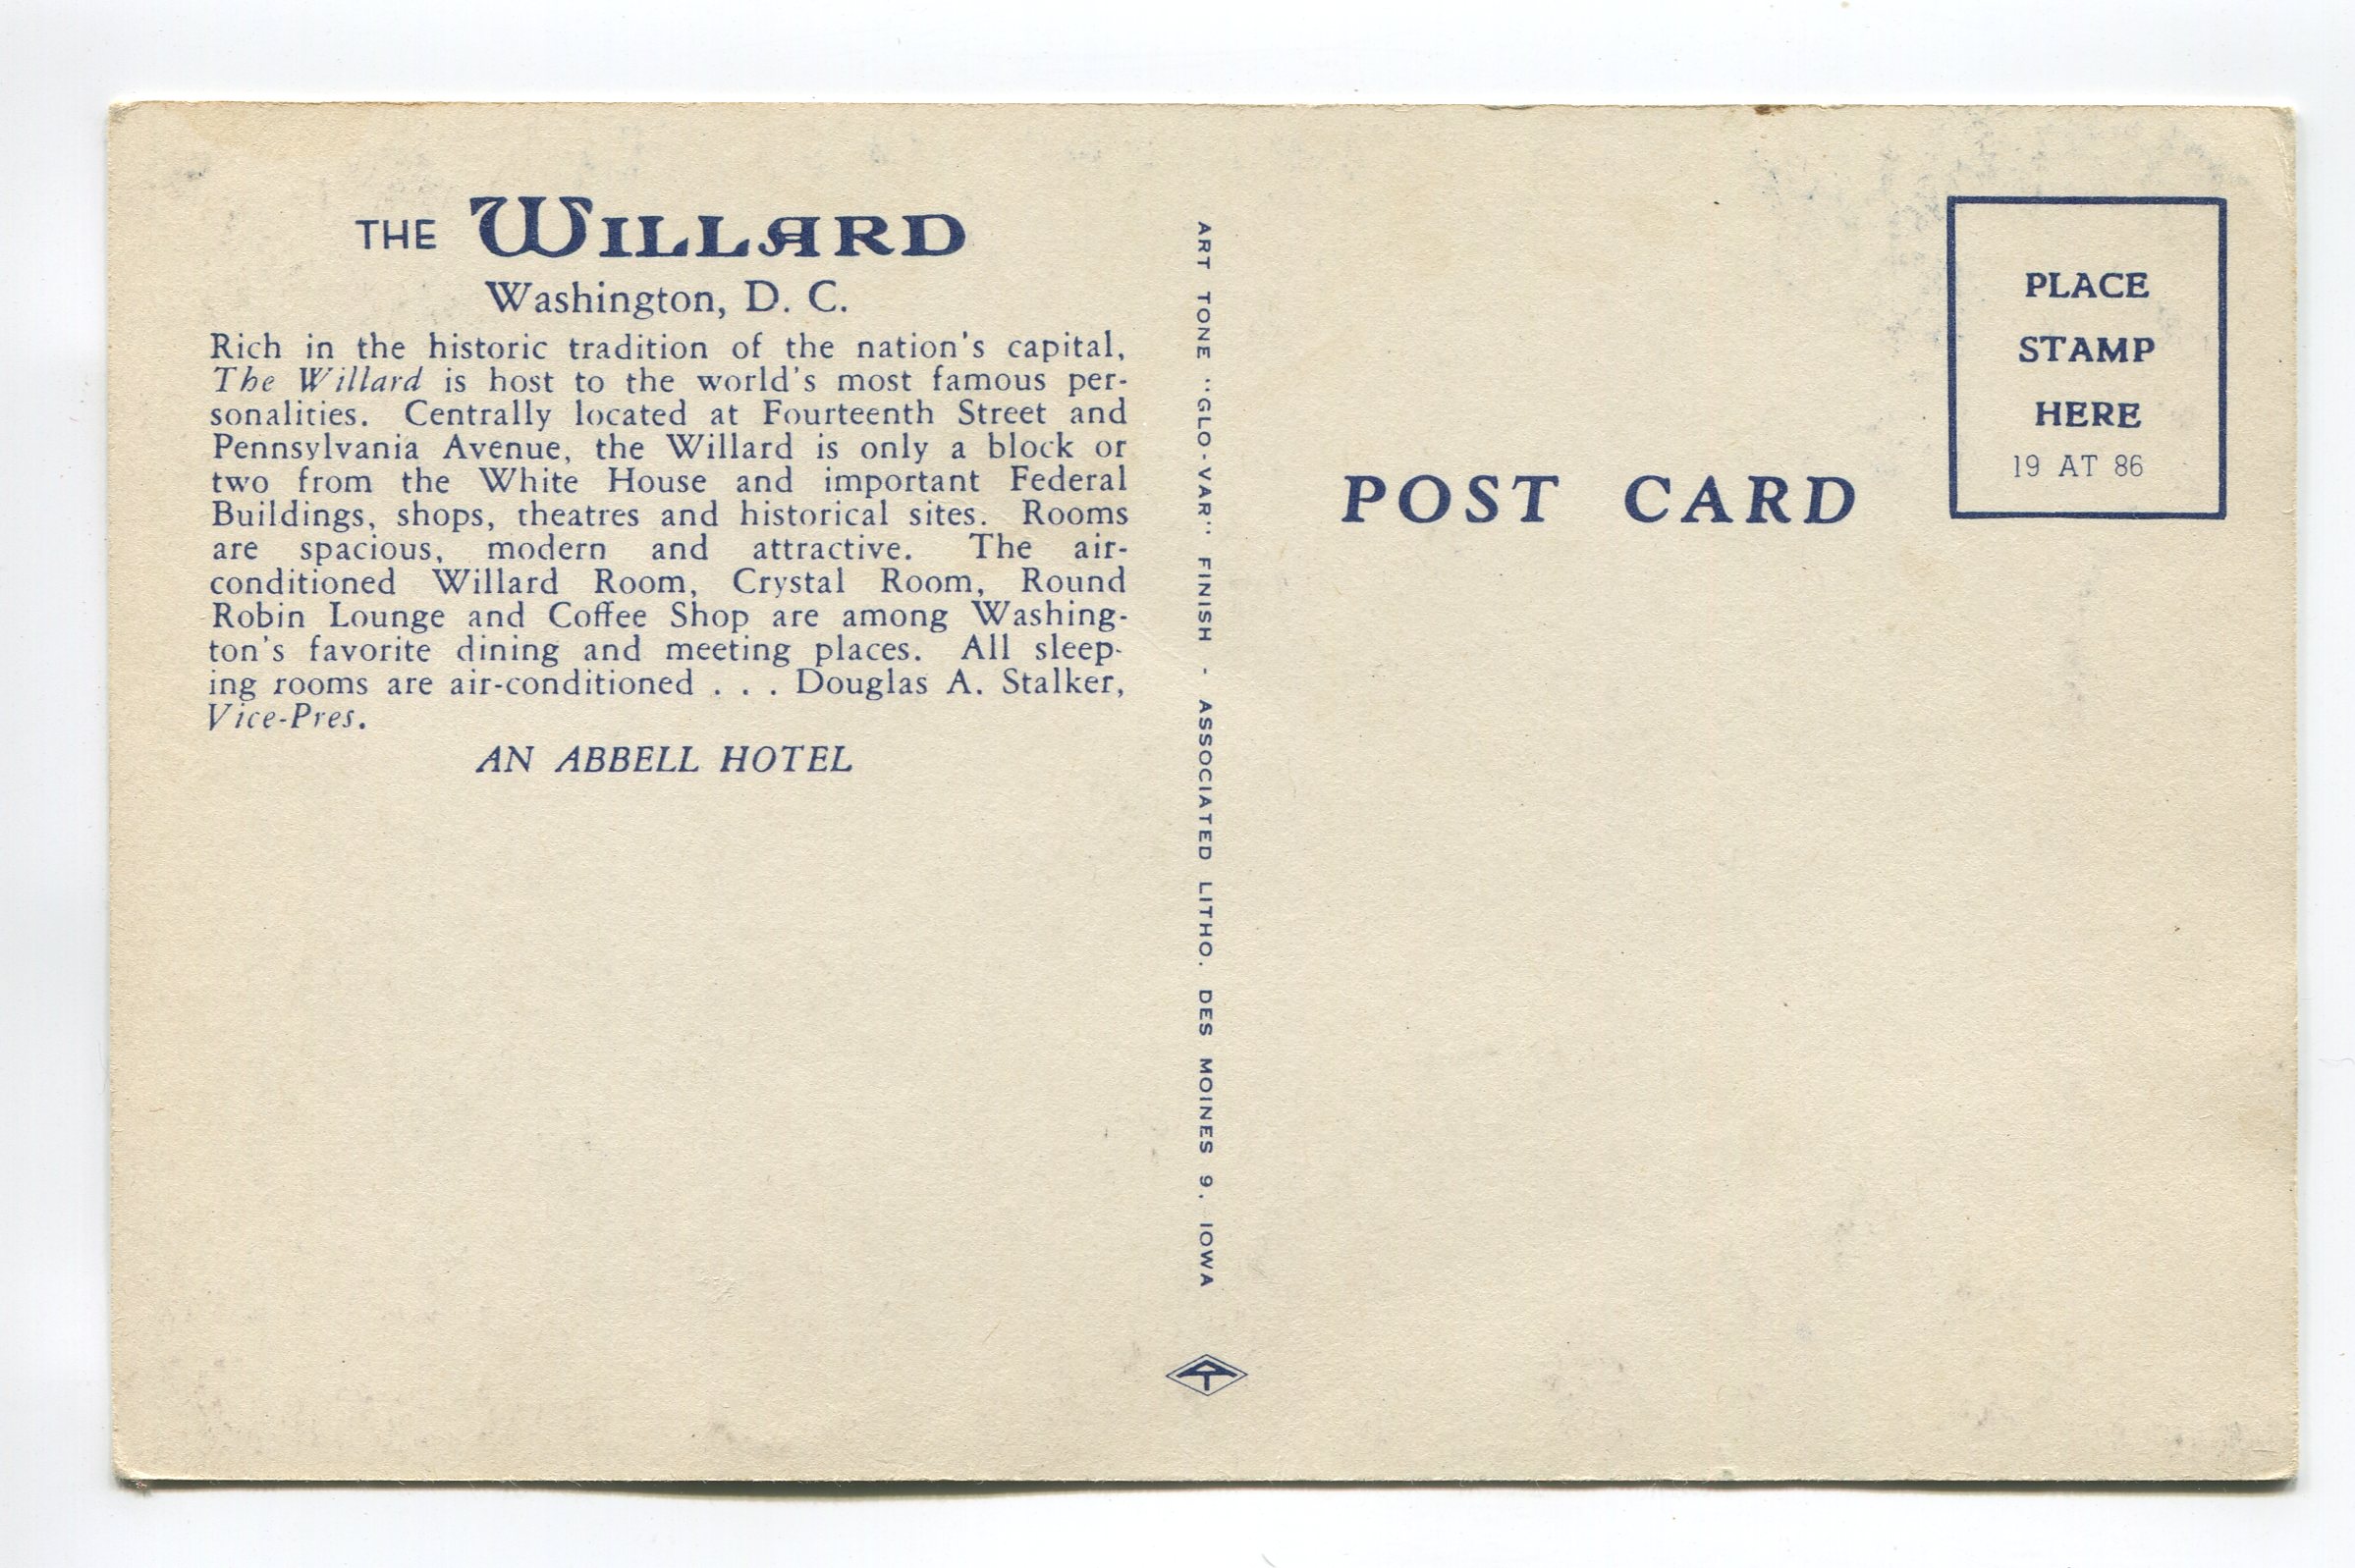 THE WILLARD
Washington, D. C.
Rich in the historic tradition of the nation's capital,
The Willard is host to the world's most famous per-
sonalities. Centrally located at Fourteenth Street and
Pennsylvania Avenue, the Willard is only a block or
two from the White House and important Federal
Buildings, shops, theatres and historical sites. Rooms
are spacious, modern and attractive. The air-
conditioned Willard Room, Crystal Room, Round
Robin Lounge and Coffee Shop are among Washing-
ton's favorite dining and meeting places. All sleep-
ing rooms are air-conditioned . . . Douglas A. Stalker,
Vice-Pres.
AN ABBELL HOTEL
ART TONE "GLO-VAR" FINISH - ASSOCIATED LITHO. DES MOINES 9. IOWA
POST CARD
PLACE
STAMP
HERE
19 AT 86